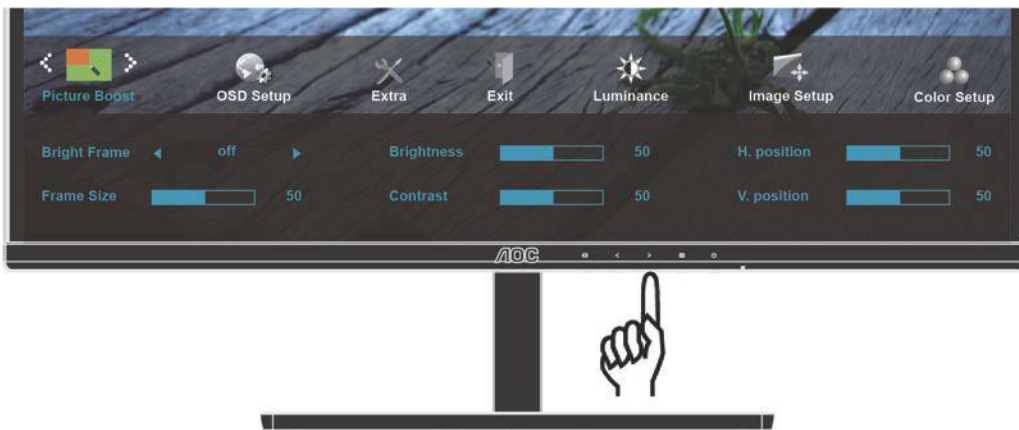 Picture Boost OSD Setup Extra Exit Luminance Image Setup Color Setup
Bright Frame off Brightness 50 H. position 50
Frame Size 50 Contrast 50 V. position 50
AOC